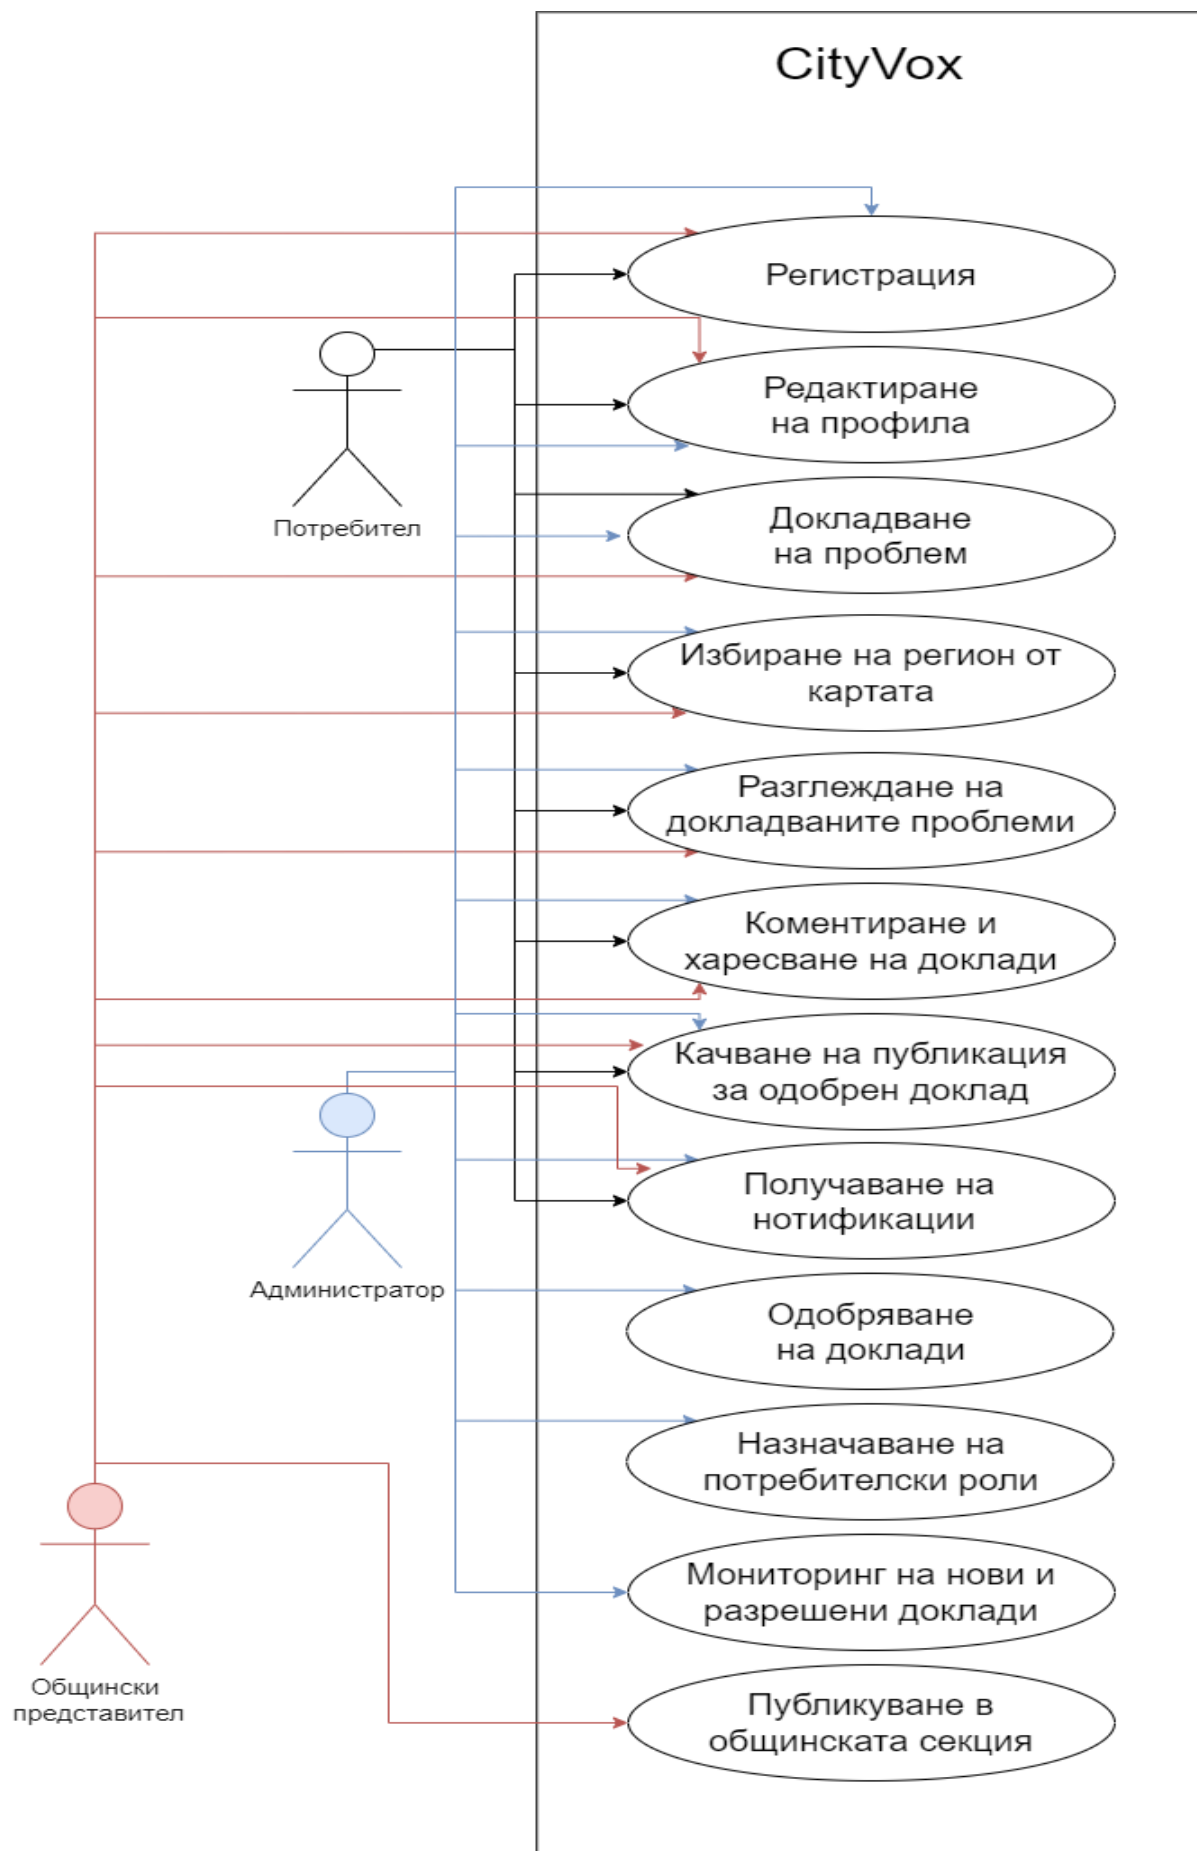 CityVox
Регистрация
Редактиране
на профила
Потребител
Докладване
на проблем
Избиране на регион от
картата
Разглеждане на
докладваните проблеми
Коментиране и
харесване на доклади
Качване на публикация
за одобрен доклад
Получаване на
нотификации
Администратор
Одобряване
на доклади
Назначаване на
потребителски роли
Мониторинг на нови и
разрешени доклади
Общински
представител
Публикуване в
общинската секция